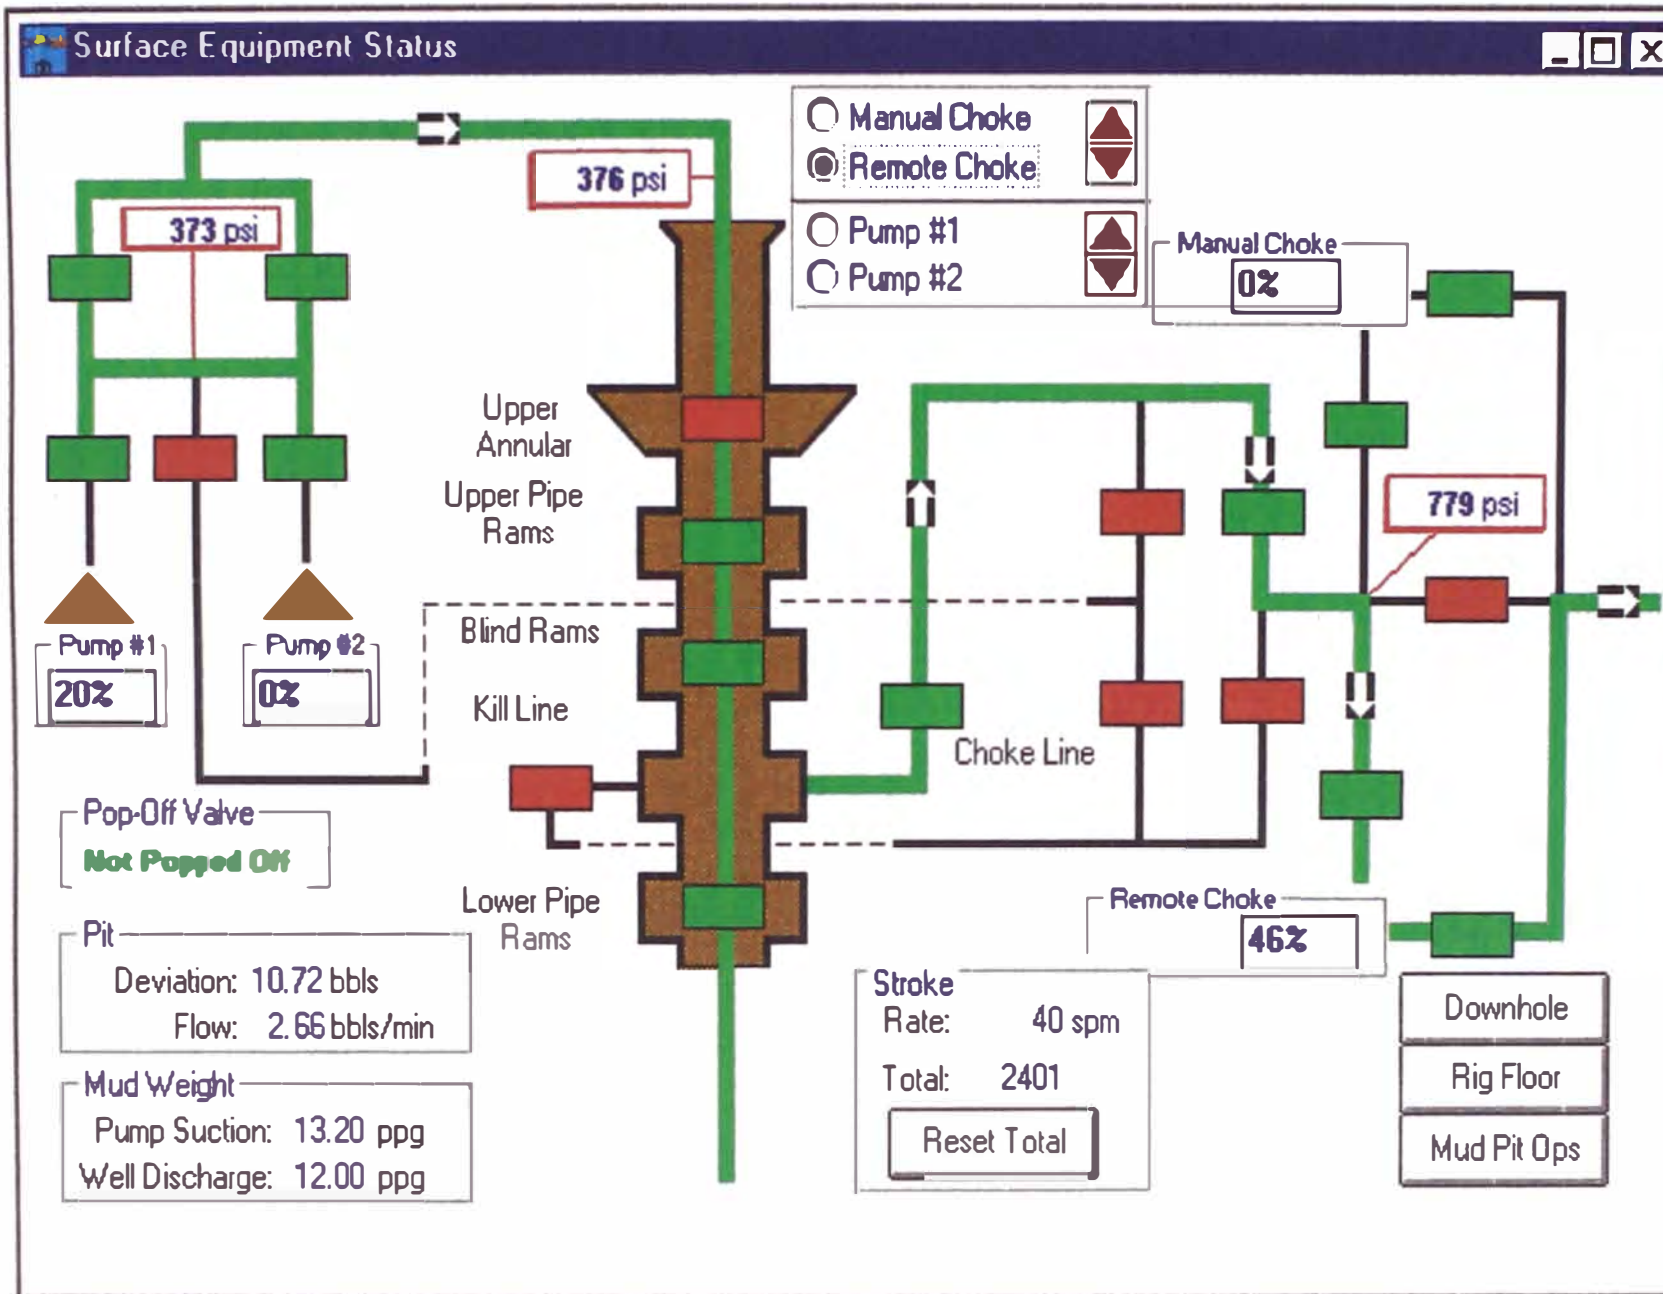 Surface Equipment Status
Manual Choke
Remote Choke
376 psi
Pump #1
Pump #2
373 psi
Manual Choke
0%
Upper
Annular
Upper Pipe
Rams
779 psi
Blind Rams
Pump #1
20%
Pump #2
0%
Kill Line
Choke Line
Pop-Off Valve
Not Popped Off
Lower Pipe
Rams
Remote Choke
46%
Pit
Deviation: 10.72 bbls
Flow: 2.66 bbls/min
Stroke
Rate: 40 spm
Total: 2401
Reset Total
Downhole
Rig Floor
Mud Pit Ops
Mud Weight
Pump Suction: 13.20 ppg
Well Discharge: 12.00 ppg